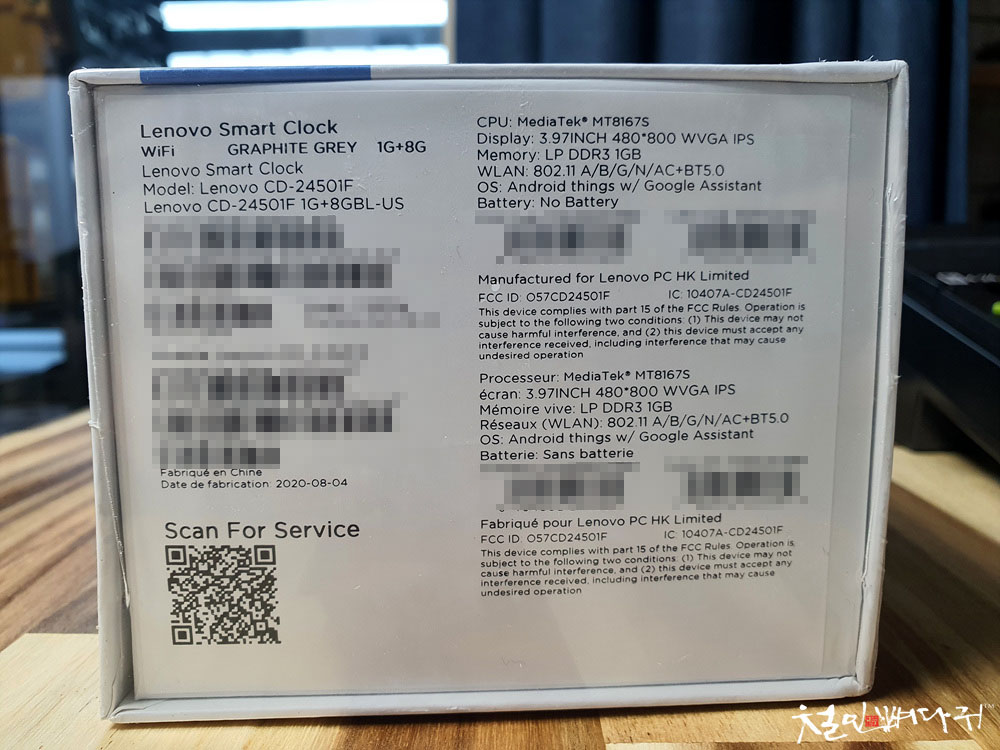 Lenovo Smart Clock
WiFi GRAPHITE GREY 1G+8G
Lenovo Smart Clock
Model: Lenovo CD-24501F
Lenovo CD-24501F 1G+8GBL-US
Fabriqué en Chine
Date de fabrication: 2020-08-04
Scan For Service
CPU: MediaTek® MT8167S
Display: 3.97INCH 480*800 WVGA IPS
Memory: LP DDR3 1GB
WLAN: 802.11 A/B/G/N/AC+BT5.0
OS: Android things w/ Google Assistant
Battery: No Battery
Manufactured for Lenovo PC HK Limited
FCC ID: O57CD24501F IC: 10407A-CD24501F
This device complies with part 15 of the FCC Rules. Operation is
subject to the following two conditions: (1) This device may not
cause harmful interference, and (2) this device must accept any
interference received, including interference that may cause
undesired operation
Processeur: MediaTek® MT8167S
écran: 3.97INCH 480*800 WVGA IPS
Mémoire vive: LP DDR3 1GB
Réseaux (WLAN): 802.11 A/B/G/N/AC+BT5.0
OS: Android things w/ Google Assistant
Batterie: Sans batterie
Fabriqué pour Lenovo PC HK Limited
FCC ID: O57CD24501F IC: 10407A-CD24501F
This device complies with part 15 of the FCC Rules. Operation is
subject to the following two conditions: (1) This device may not
cause harmful interference, and (2) this device must accept any
interference received, including interference that may cause
undesired operation